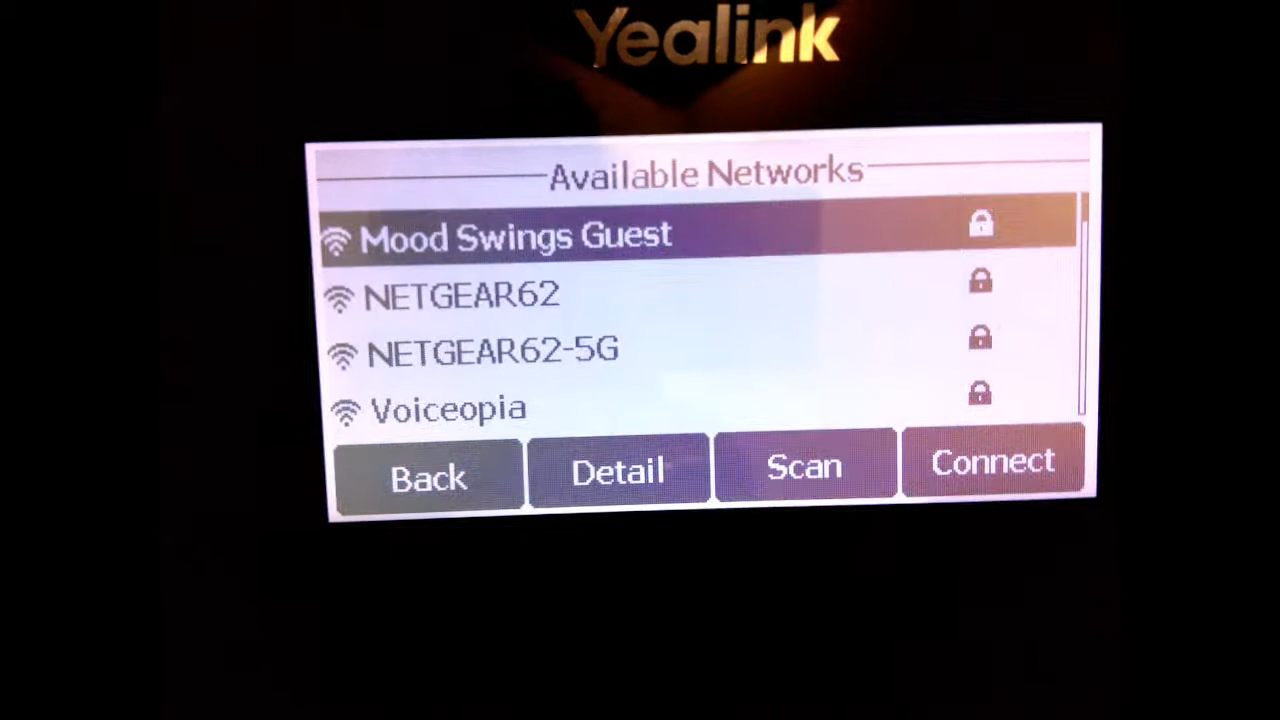 Yealink
Available Networks
Mood Swings Guest
NETGEAR62
NETGEAR62-5G
Voiceopia
Back Detail Scan Connect